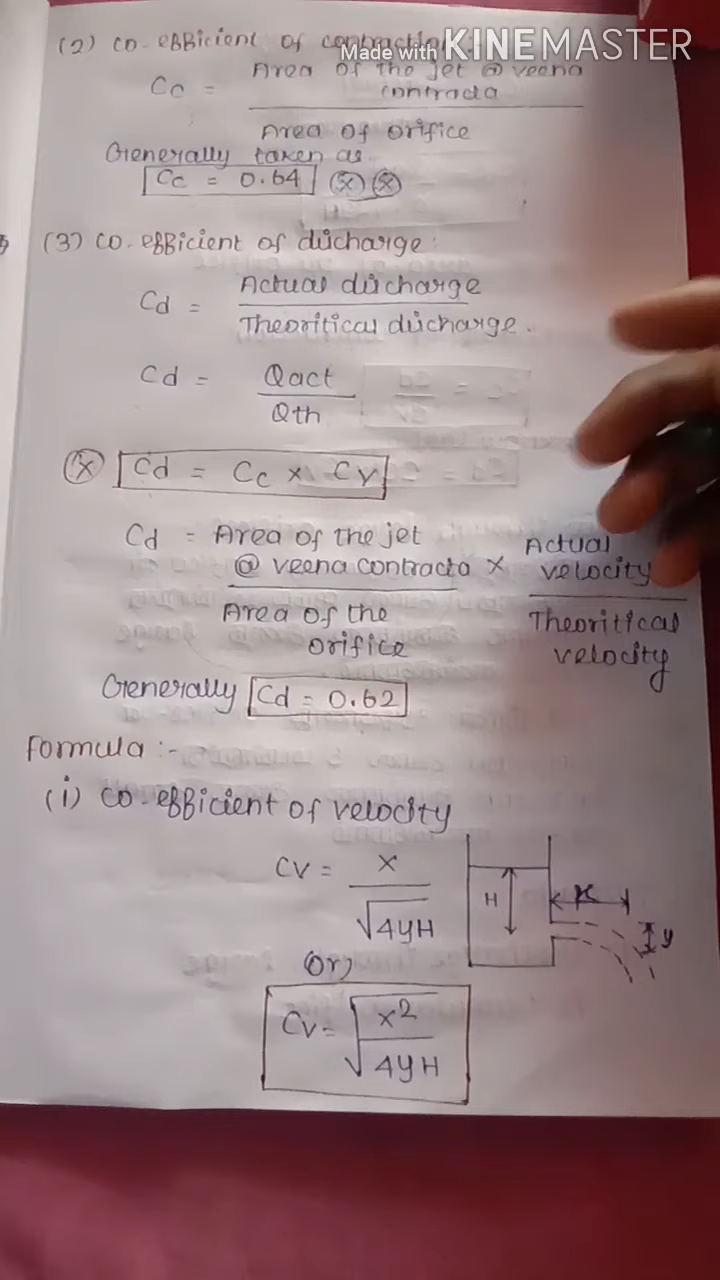 (2) co-efficient of contraction :-
Made with KINEMASTER
Cc = Area of the jet @ veena
contracta
Area of orifice
Generally taken as
Cc = 0.64 (x) (x)
(3) co-efficient of discharge:
Cd = Actual discharge
Theoritical discharge.
Cd = Qact
Qth
(x) Cd = Cc x Cv
Cd = Area of the jet
@ veena contracta x Actual velocity
Area of the
orifice
Theoritical
velocity
Generally Cd = 0.62
Formula :-
(i) co-efficient of velocity
Cv = x
√4yH
(or)
Cv = √x²
4yH
H
x
y